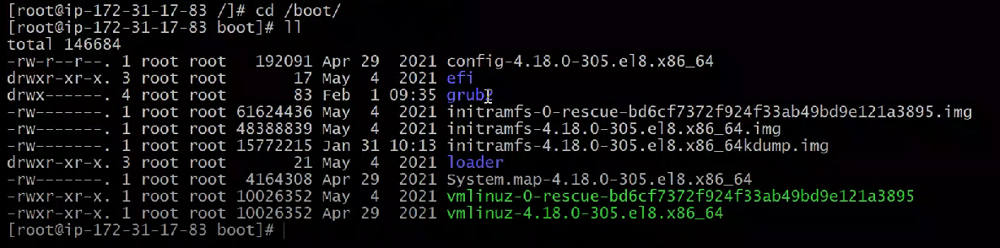 [root@ip-172-31-17-83 /]# cd /boot/
[root@ip-172-31-17-83 boot]# ll
total 146684
-rw-r--r--. 1 root root   192091 Apr 29  2021 config-4.18.0-305.el8.x86_64
drwxr-xr-x. 3 root root       17 May  4  2021 efi
drwx------. 4 root root       83 Feb  1 09:35 grub2
-rw-------. 1 root root 61624436 May  4  2021 initramfs-0-rescue-bd6cf7372f924f33ab49bd9e121a3895.img
-rw-------. 1 root root 48388839 May  4  2021 initramfs-4.18.0-305.el8.x86_64.img
-rw-------. 1 root root 15772215 Jan 31 10:13 initramfs-4.18.0-305.el8.x86_64kdump.img
drwxr-xr-x. 3 root root       21 May  4  2021 loader
-rw-------. 1 root root  4164308 Apr 29  2021 System.map-4.18.0-305.el8.x86_64
-rwxr-xr-x. 1 root root 10026352 May  4  2021 vmlinuz-0-rescue-bd6cf7372f924f33ab49bd9e121a3895
-rwxr-xr-x. 1 root root 10026352 Apr 29  2021 vmlinuz-4.18.0-305.el8.x86_64
[root@ip-172-31-17-83 boot]#